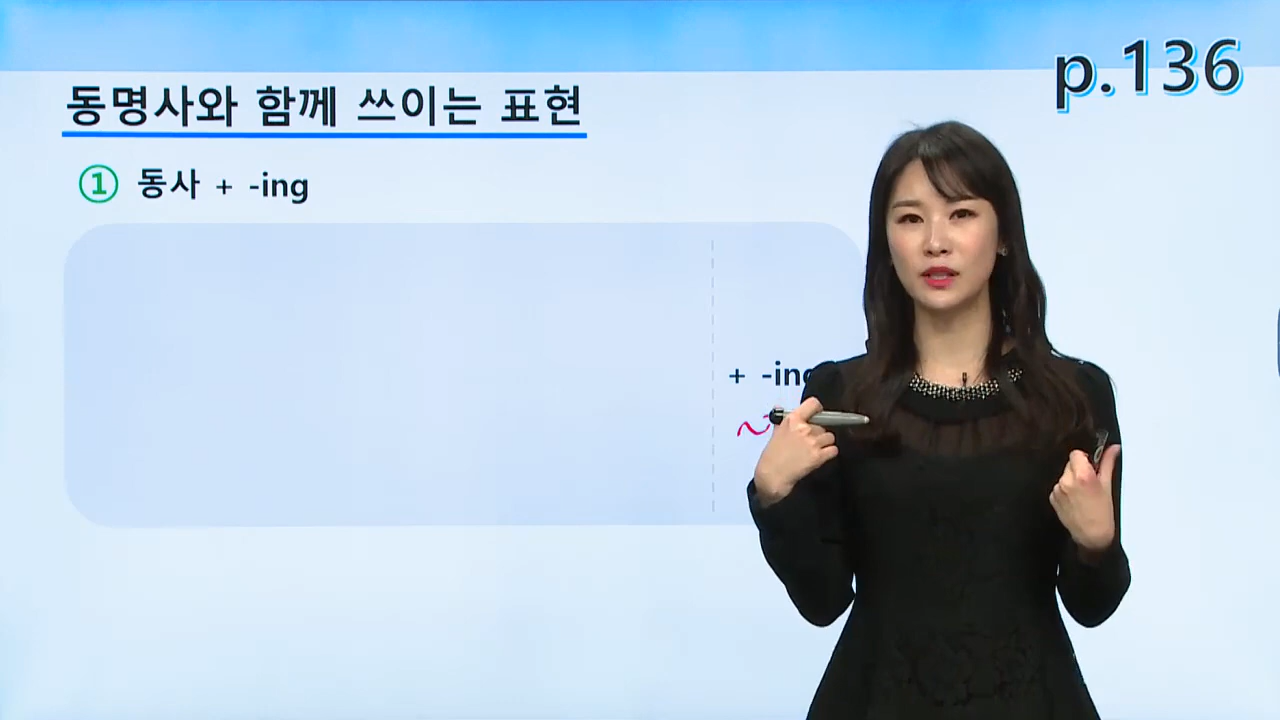 p.136
동명사와 함께 쓰이는 표현
① 동사 + -ing
+ -ing